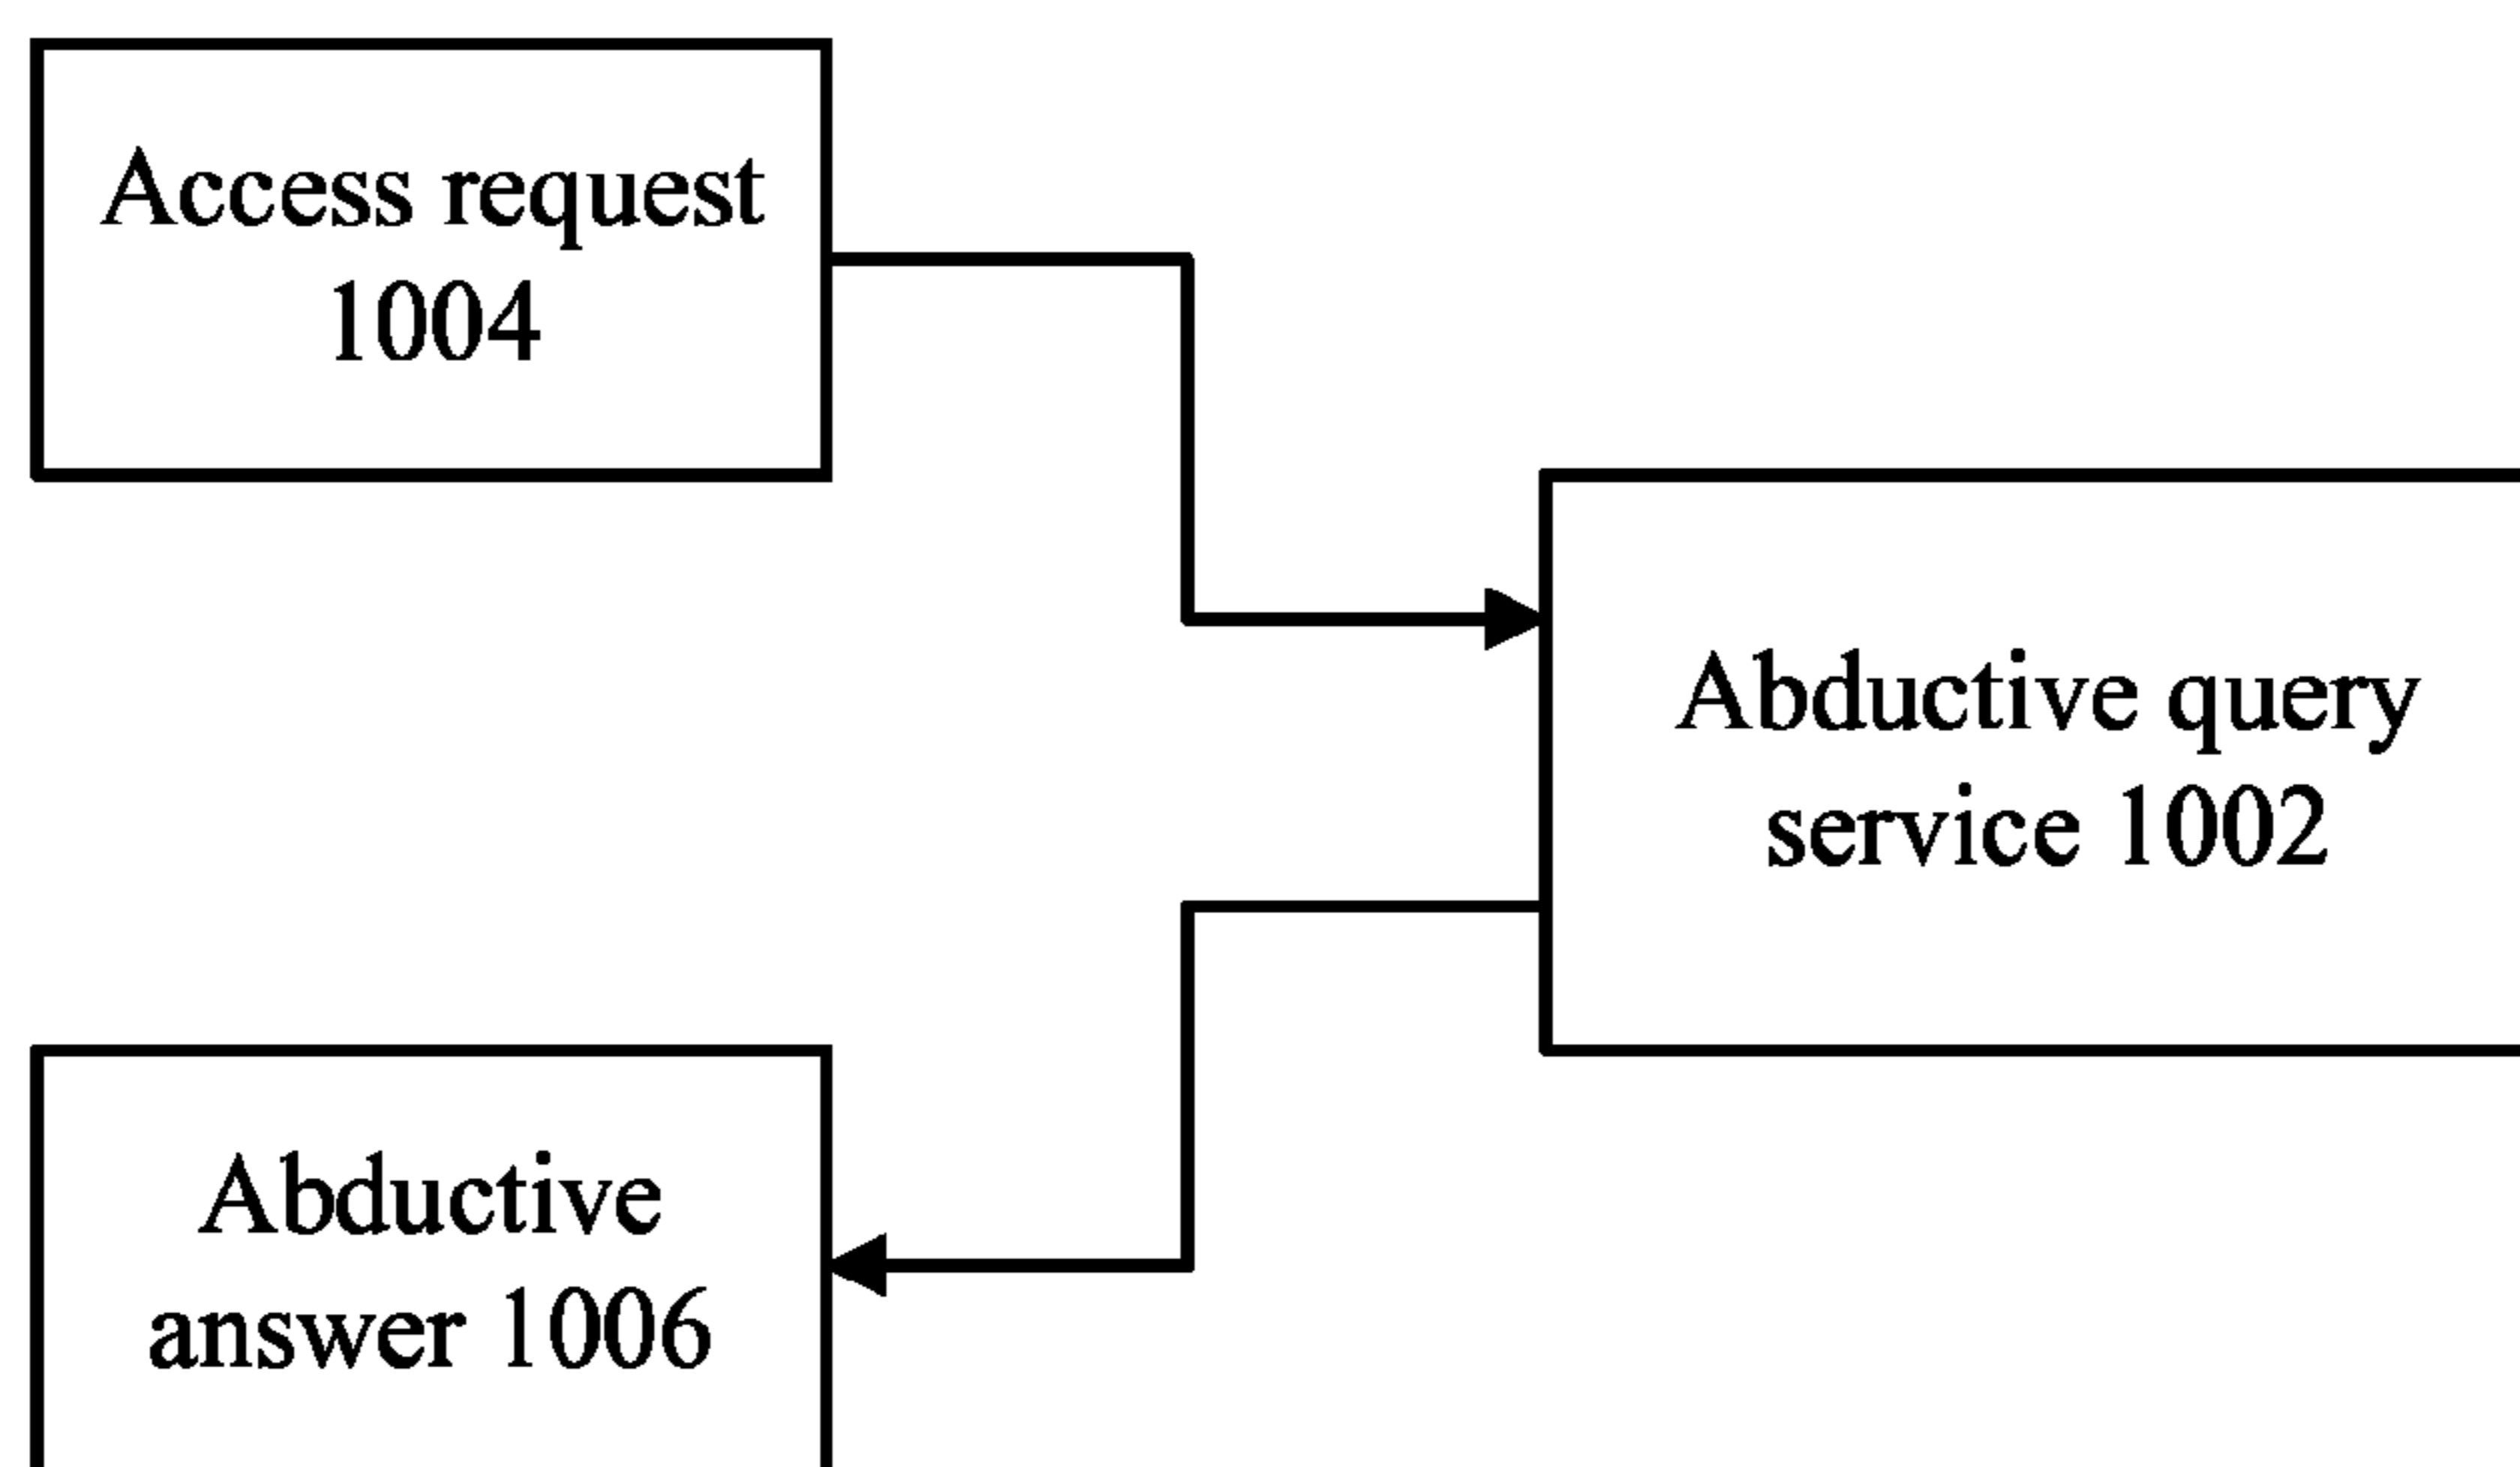 Access request
1004
Abductive query
service 1002
Abductive
answer 1006